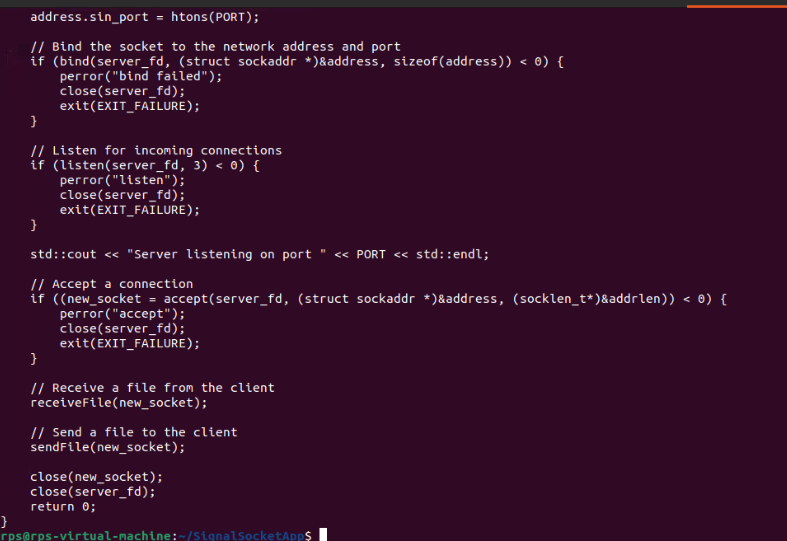 address.sin_port = htons(PORT);

    // Bind the socket to the network address and port
    if (bind(server_fd, (struct sockaddr *)&address, sizeof(address)) < 0) {
        perror("bind failed");
        close(server_fd);
        exit(EXIT_FAILURE);
    }

    // Listen for incoming connections
    if (listen(server_fd, 3) < 0) {
        perror("listen");
        close(server_fd);
        exit(EXIT_FAILURE);
    }

    std::cout << "Server listening on port " << PORT << std::endl;

    // Accept a connection
    if ((new_socket = accept(server_fd, (struct sockaddr *)&address, (socklen_t*)&addrlen)) < 0) {
        perror("accept");
        close(server_fd);
        exit(EXIT_FAILURE);
    }

    // Receive a file from the client
    receiveFile(new_socket);

    // Send a file to the client
    sendFile(new_socket);

    close(new_socket);
    close(server_fd);
    return 0;
}
rps@rps-virtual-machine:~/SignalSocketApp$